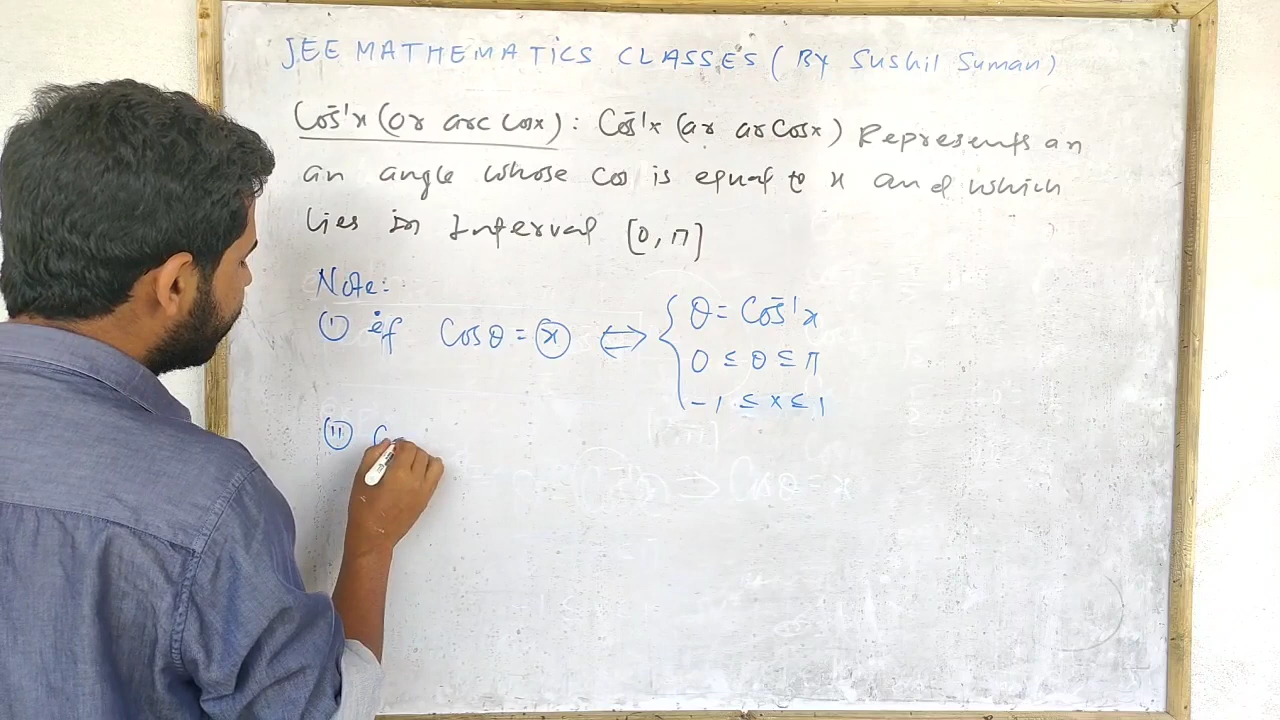 JEE MATHEMATICS CLASSES (By Sushil Suman)
Cos⁻¹x (or arc Cosx) : Cos⁻¹x (or arCosx) Represents an
an angle whose Cos is equal to x and which
lies in Interval [0, π]
Note:
(i) if Cosθ = x ⇔ { θ = Cos⁻¹x
0 ≤ θ ≤ π
-1 ≤ x ≤ 1
(ii) C
⇒ Cosθ = x